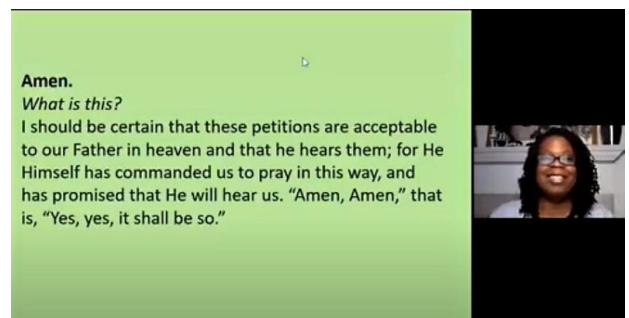 Amen.
What is this?
I should be certain that these petitions are acceptable
to our Father in heaven and that he hears them; for He
Himself has commanded us to pray in this way, and
has promised that He will hear us. “Amen, Amen,” that
is, “Yes, yes, it shall be so.”